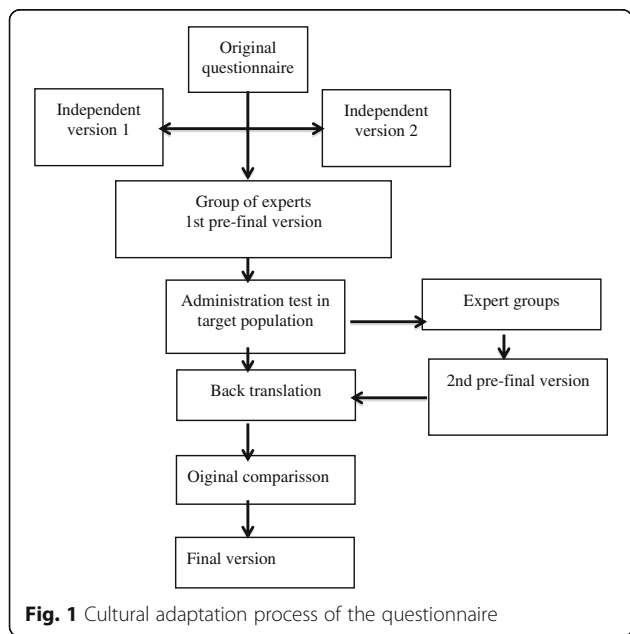 Original
questionnaire
Independent
version 1
Independent
version 2
Group of experts
1st pre-final version
Administration test in
target population
Expert groups
Back translation
2nd pre-final version
Oiginal comparisson
Final version
Fig. 1 Cultural adaptation process of the questionnaire